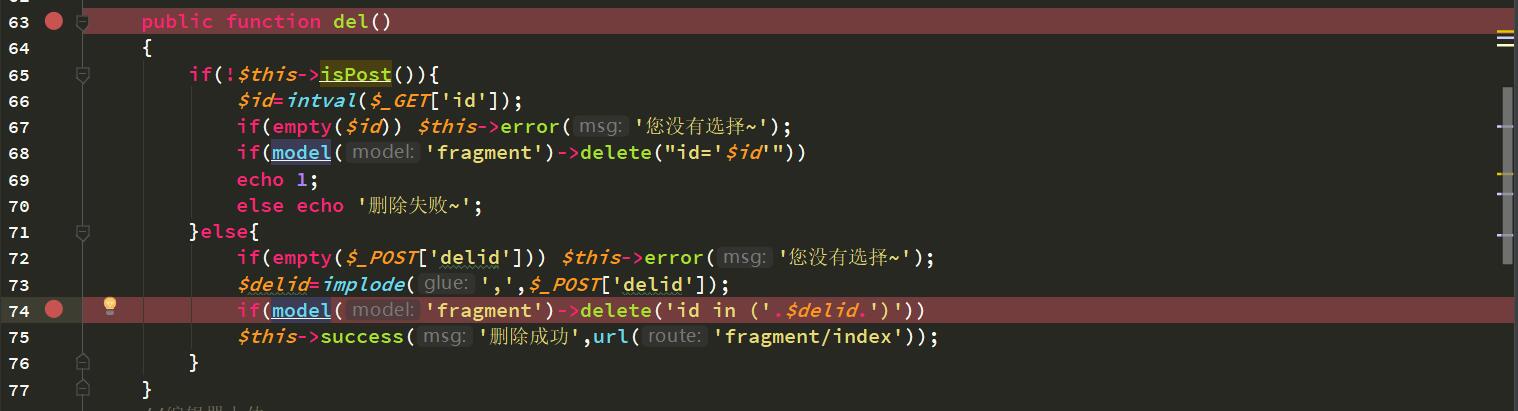 63 public function del()
64 {
65 if(!$this->isPost()){
66 $id=intval($_GET['id']);
67 if(empty($id)) $this->error( msg: '您没有选择~');
68 if(model( model: 'fragment')->delete("id='$id'"))
69 echo 1;
70 else echo '删除失败~';
71 }else{
72 if(empty($_POST['delid'])) $this->error( msg: '您没有选择~');
73 $delid=implode( glue: ',',$_POST['delid']);
74 if(model( model: 'fragment')->delete('id in ('.$delid.')'))
75 $this->success( msg: '删除成功',url( route: 'fragment/index'));
76 }
77 }